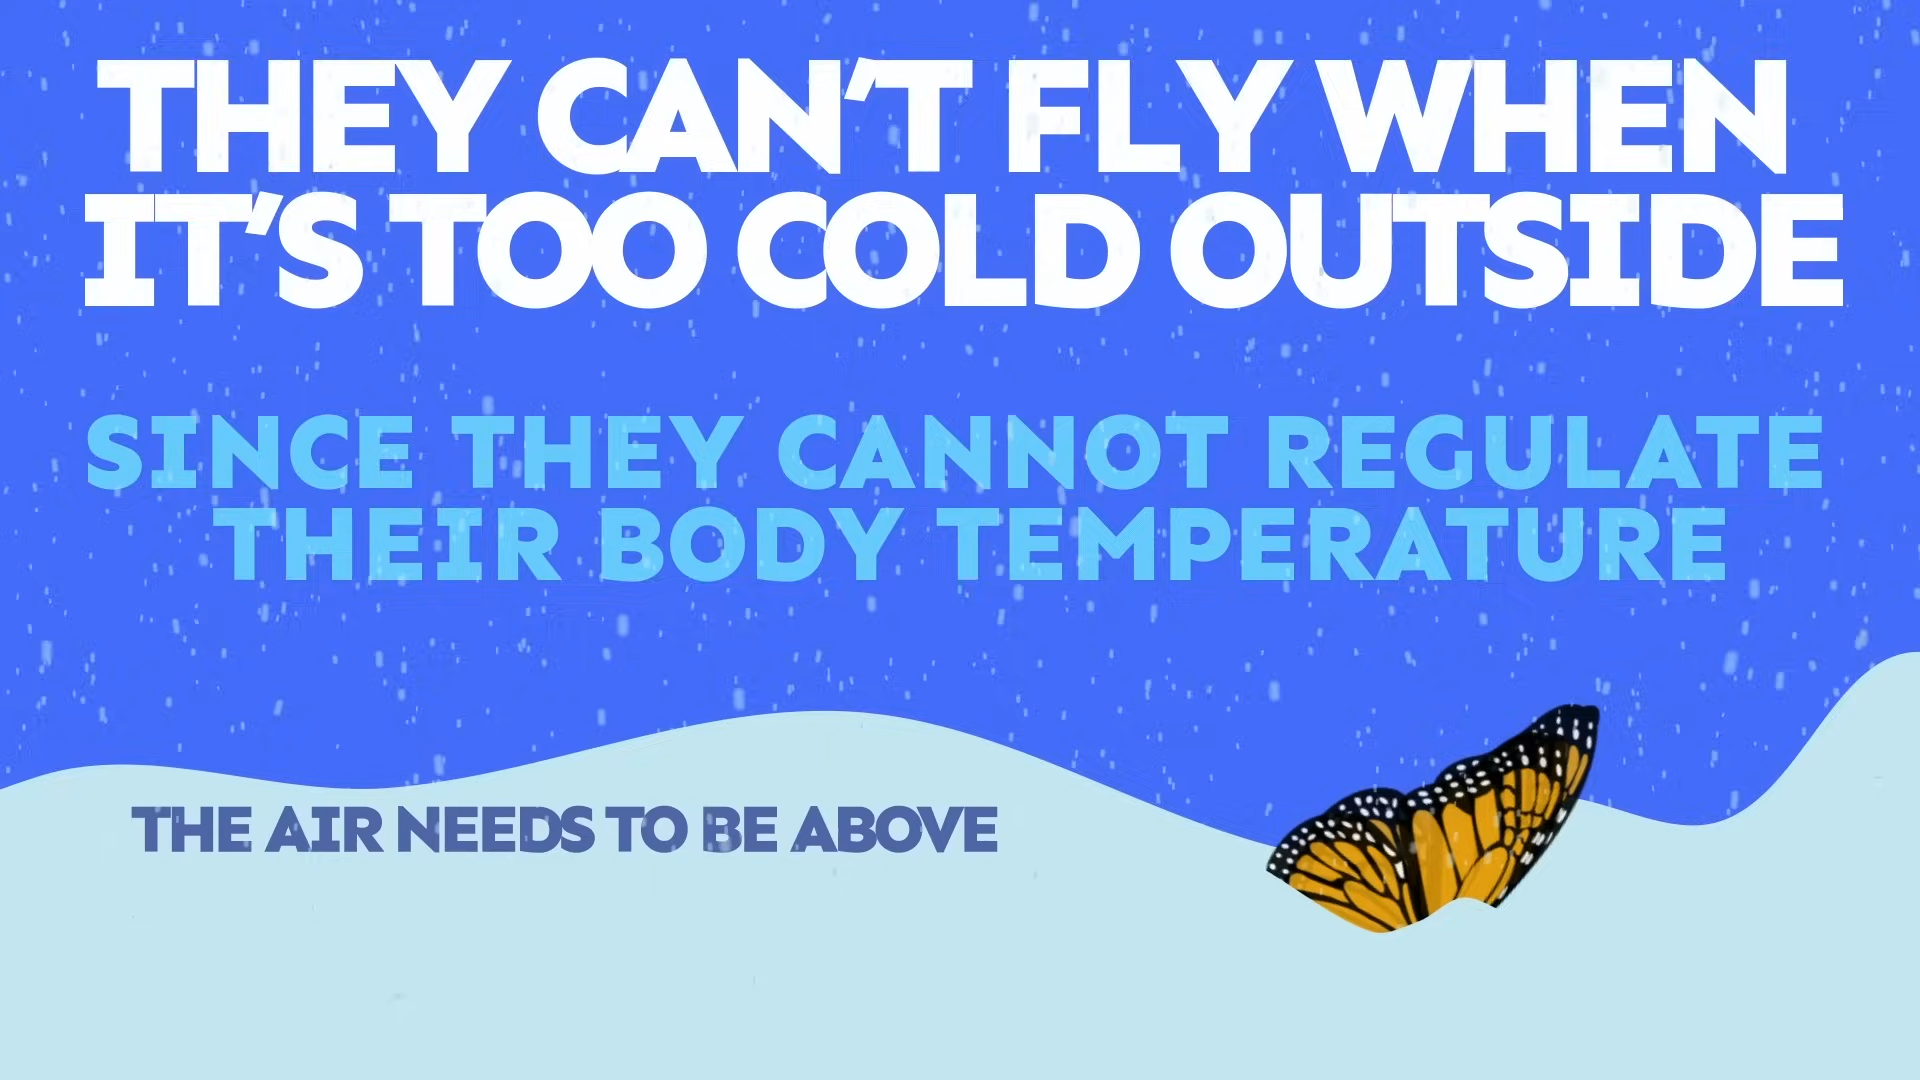 THEY CAN'T FLY WHEN
IT'S TOO COLD OUTSIDE
SINCE THEY CANNOT REGULATE
THEIR BODY TEMPERATURE
THE AIR NEEDS TO BE ABOVE